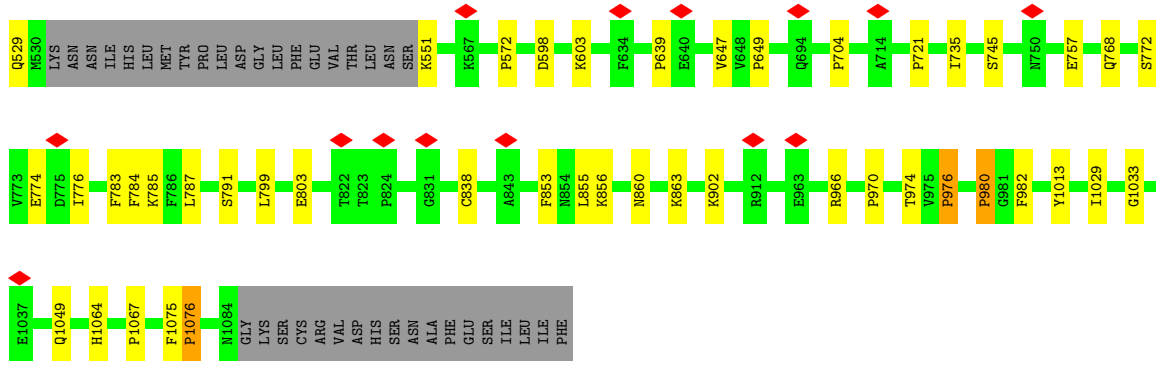 Q529 M530 LYS ASN ASN ILE HIS LEU MET TYR PRO LEU LEU ASP GLY LEU PHE GLU VAL THR LEU ASN SER K551 K567 P572 D598 K603 F634 P639 E640 V647 V648 P649 Q694 P704 A714 P721 I735 S745 N750 E757 Q768 S772
V773 E774 D775 I776 F783 F784 K785 F786 L787 S791 L799 E803 T822 T823 P824 G831 C838 A843 F853 N854 L855 K856 N860 K863 K902 R912 E963 R966 P970 T974 V975 P976 P980 G981 F982 Y1013 I1029 G1033
E1037 Q1049 H1064 P1067 F1075 P1076 N1084 GLY LYS SER CYS ARG VAL ASP HIS SER ASN ALA PHE GLU SER ILE LEU ILE PHE